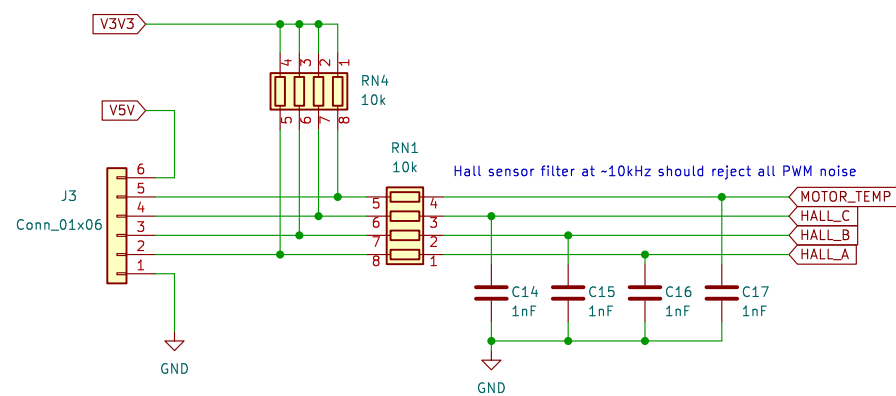 V3V3
4 3 2 1
RN4
10k
5 6 7 8
V5V
RN1
10k
Hall sensor filter at ~10kHz should reject all PWM noise
J3
Conn_01x06
6
5
4
3
2
1
5 4
6 3
7 2
8 1
MOTOR_TEMP
HALL_C
HALL_B
HALL_A
C14
1nF
C15
1nF
C16
1nF
C17
1nF
GND
GND